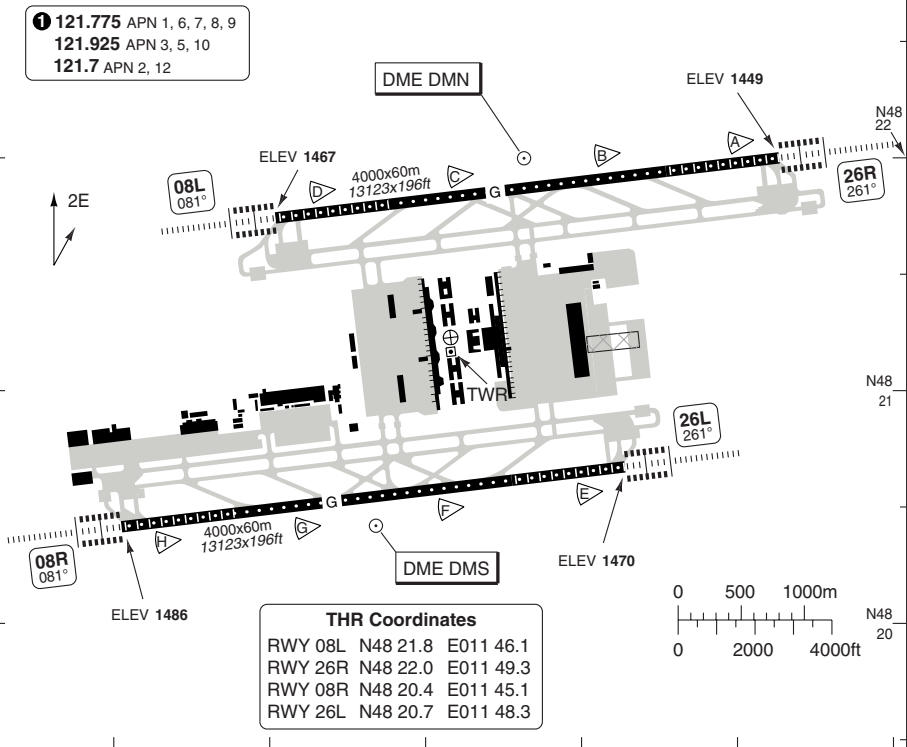 1 121.775 APN 1, 6, 7, 8, 9
121.925 APN 3, 5, 10
121.7 APN 2, 12
DME DMN
ELEV 1449
N48
22
ELEV 1467
A
B
C
D
4000x60m
13123x196ft
08L
081°
G
26R
261°
2E
TWR
N48
21
26L
261°
E
F
G
G
H
4000x60m
13123x196ft
08R
081°
DME DMS
ELEV 1470
ELEV 1486
0 500 1000m
0 2000 4000ft
N48
20
THR Coordinates
RWY 08L N48 21.8 E011 46.1
RWY 26R N48 22.0 E011 49.3
RWY 08R N48 20.4 E011 45.1
RWY 26L N48 20.7 E011 48.3